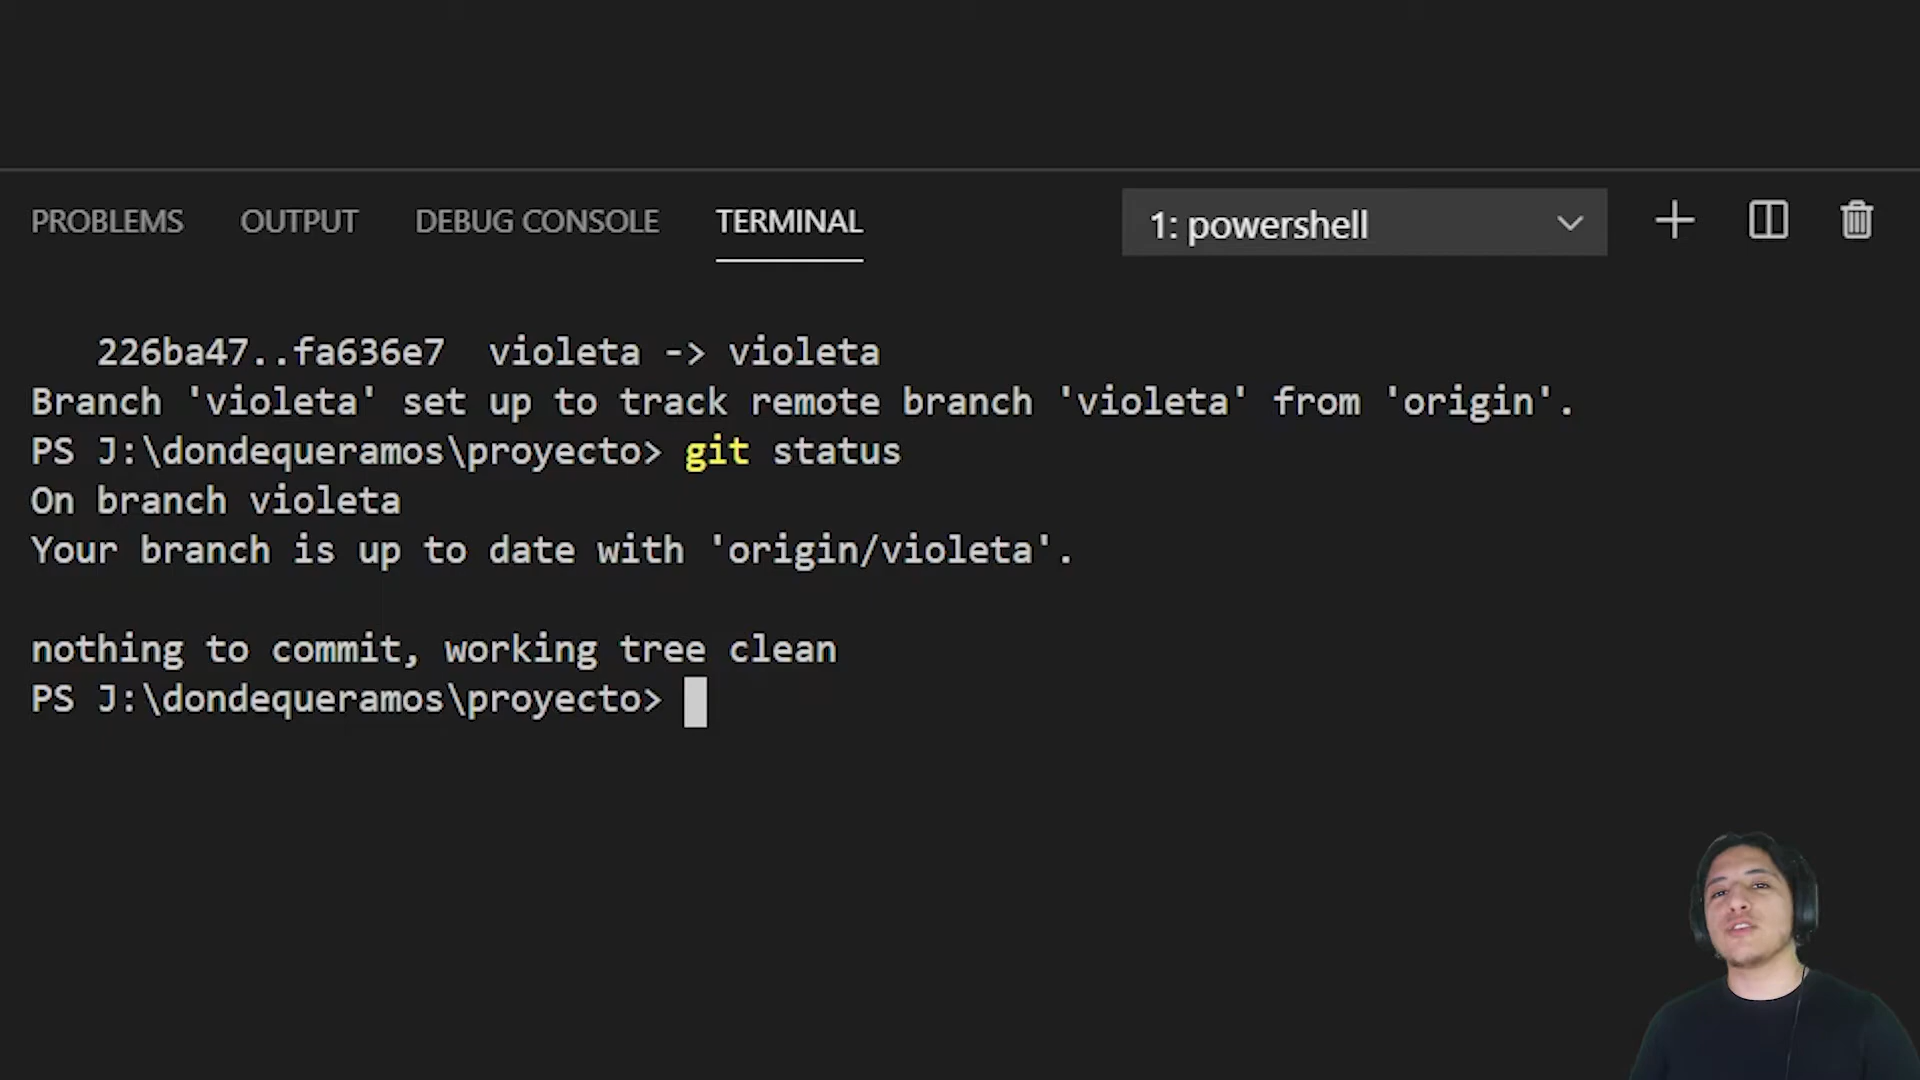 PROBLEMS OUTPUT DEBUG CONSOLE TERMINAL 1: powershell
226ba47..fa636e7 violeta -> violeta
Branch 'violeta' set up to track remote branch 'violeta' from 'origin'.
PS J:\dondequeramos\proyecto> git status
On branch violeta
Your branch is up to date with 'origin/violeta'.
nothing to commit, working tree clean
PS J:\dondequeramos\proyecto>